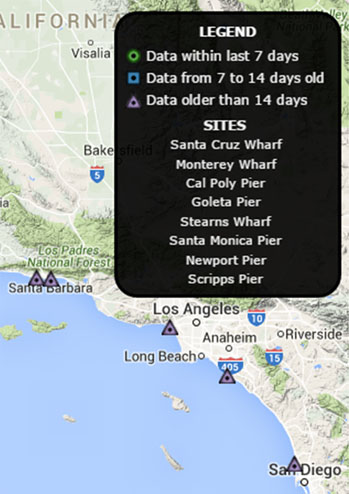 CALIFORNIA
LEGEND
Data within last 7 days
Data from 7 to 14 days old
Data older than 14 days
SITES
Santa Cruz Wharf
Monterey Wharf
Cal Poly Pier
Goleta Pier
Stearns Wharf
Santa Monica Pier
Newport Pier
Scripps Pier
Visalia
Bakersfield
5
Los Padres
National Forest
Santa Barbara
Los Angeles
10
Anaheim
Riverside
Long Beach
15
405
San Diego